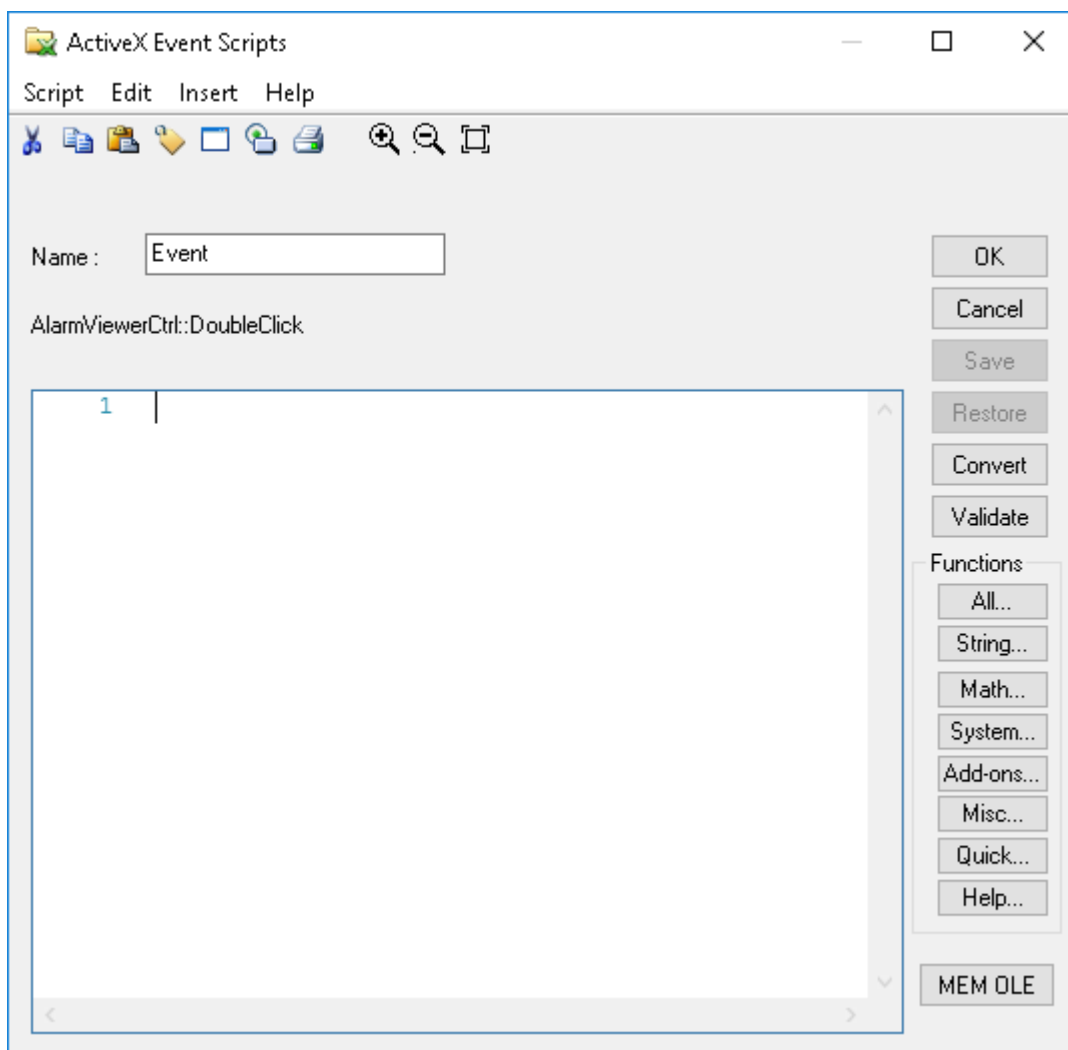 ActiveX Event Scripts
Script Edit Insert Help
Name : Event
OK
Cancel
AlarmViewerCtrl::DoubleClick
Save
1
Restore
Convert
Validate
Functions
All...
String...
Math...
System...
Add-ons...
Misc...
Quick...
Help...
MEM OLE